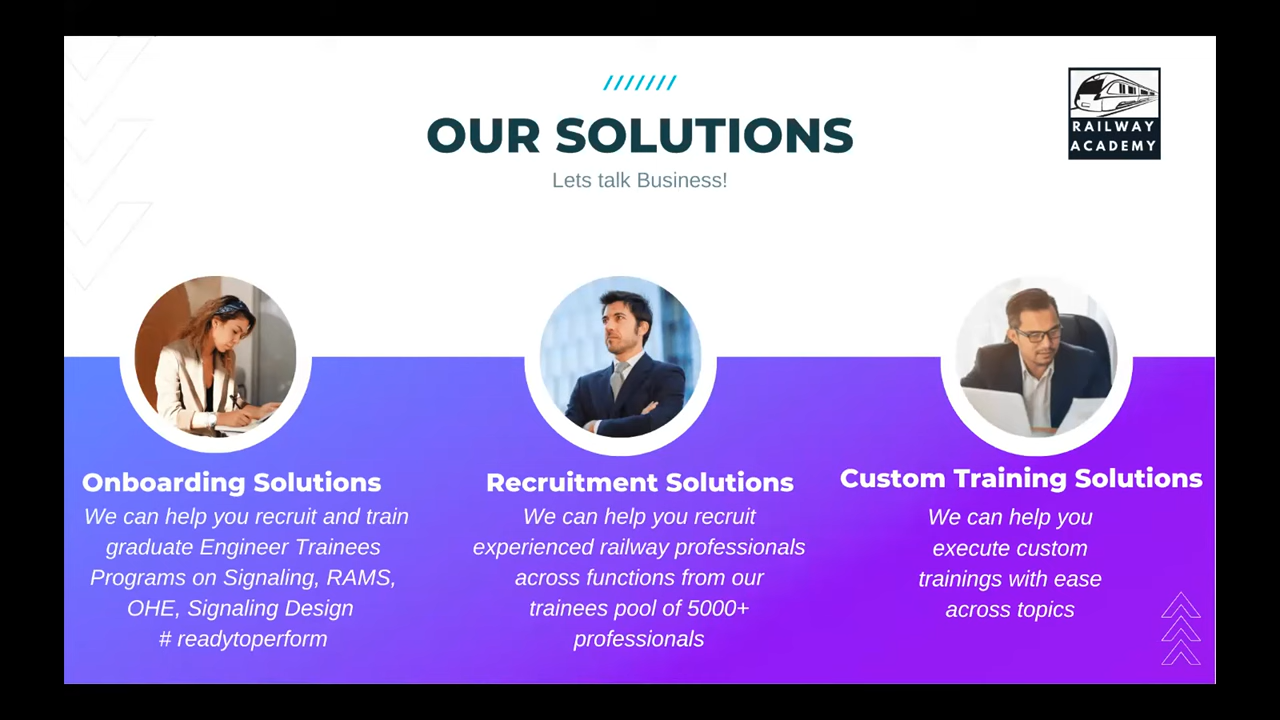 OUR SOLUTIONS
Lets talk Business!
RAILWAY
ACADEMY
Onboarding Solutions
We can help you recruit and train
graduate Engineer Trainees
Programs on Signaling, RAMS,
OHE, Signaling Design
# readytoperform
Recruitment Solutions
We can help you recruit
experienced railway professionals
across functions from our
trainees pool of 5000+
professionals
Custom Training Solutions
We can help you
execute custom
trainings with ease
across topics